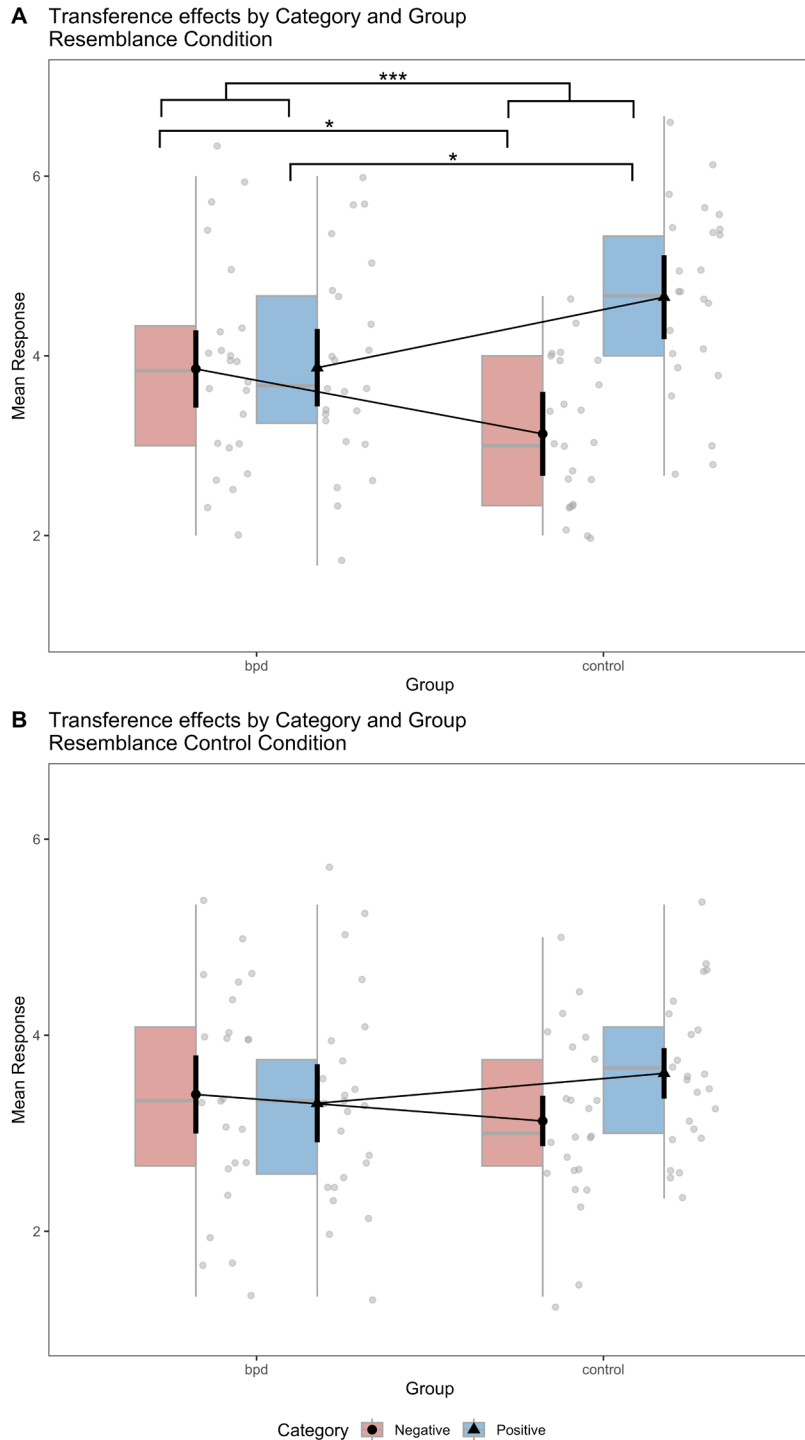 A Transference effects by Category and Group
Resemblance Condition
***
*
*
6
4
2
Mean Response
bpd control
Group
B Transference effects by Category and Group
Resemblance Control Condition
6
4
2
Mean Response
bpd control
Group
Category Negative Positive